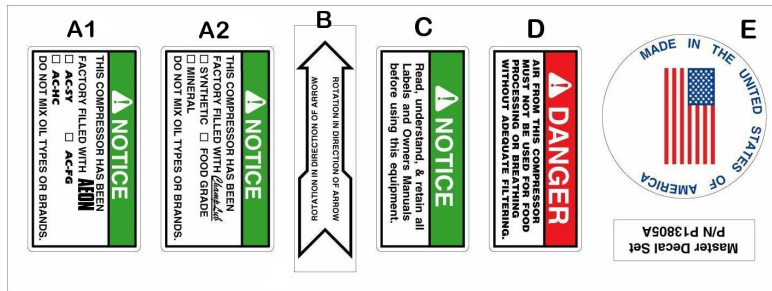 A1
⚠ NOTICE
THIS COMPRESSOR HAS BEEN
FACTORY FILLED WITH AEON
☐ AC-SY ☐ AC-FG
☐ AC-HC
DO NOT MIX OIL TYPES OR BRANDS.
A2
⚠ NOTICE
THIS COMPRESSOR HAS BEEN
FACTORY FILLED WITH ChampLub
☐ SYNTHETIC ☐ FOOD GRADE
☐ MINERAL
DO NOT MIX OIL TYPES OR BRANDS.
B
ROTATION IN DIRECTION OF ARROW
ROTATION IN DIRECTION OF ARROW
C
⚠ NOTICE
Read, understand, & retain all
Labels and Owners Manuals
before using this equipment.
D
⚠ DANGER
AIR FROM THIS COMPRESSOR
MUST NOT BE USED FOR FOOD
PROCESSING OR BREATHING
WITHOUT ADEQUATE FILTERING.
E
MADE IN THE UNITED STATES OF AMERICA
Master Decal Set
P/N P13805A